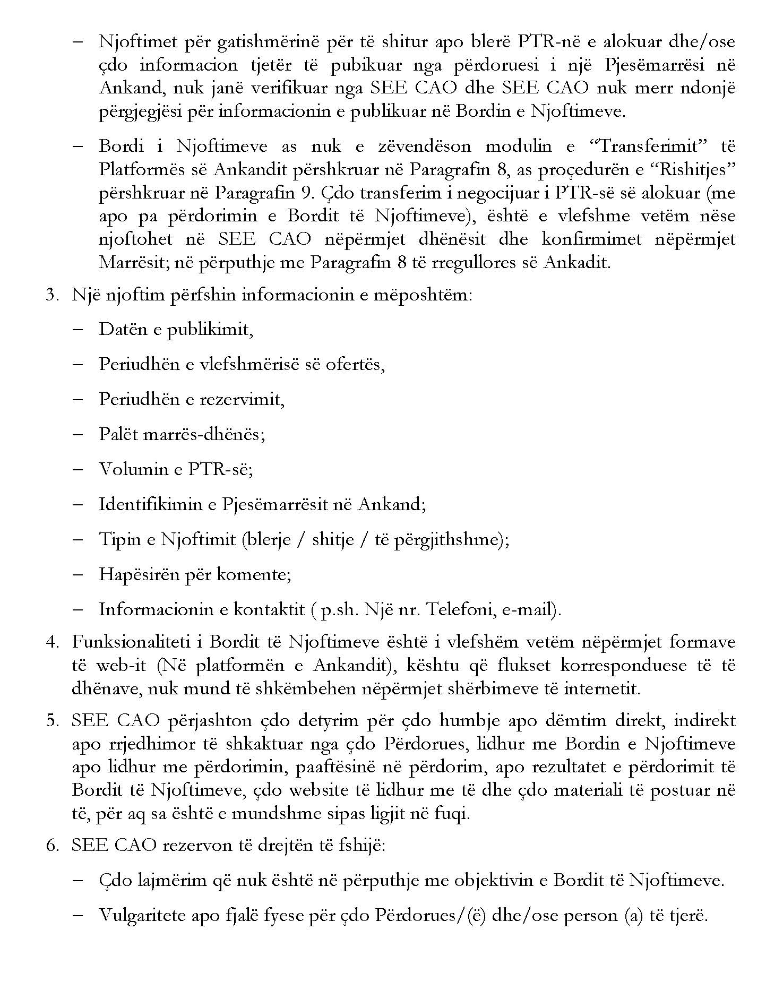 – Njoftimet për gatishmërinë për të shitur apo blerë PTR-në e alokuar dhe/ose
çdo informacion tjetër të pubikuar nga përdoruesi i një Pjesëmarrësi në
Ankand, nuk janë verifikuar nga SEE CAO dhe SEE CAO nuk merr ndonjë
përgjegjësi për informacionin e publikuar në Bordin e Njoftimeve.
– Bordi i Njoftimeve as nuk e zëvendëson modulin e “Transferimit” të
Platformës së Ankandit përshkruar në Paragrafin 8, as proçedurën e “Rishitjes”
përshkruar në Paragrafin 9. Çdo transferim i negocijuar i PTR-së së alokuar (me
apo pa përdorimin e Bordit të Njoftimeve), është e vlefshme vetëm nëse
njoftohet në SEE CAO nëpërmjet dhënësit dhe konfirmimet nëpërmjet
Marrësit; në përputhje me Paragrafin 8 të rregullores së Ankadit.
3. Një njoftim përfshin informacionin e mëposhtëm:
– Datën e publikimit,
– Periudhën e vlefshmërisë së ofertës,
– Periudhën e rezervimit,
– Palët marrës-dhënës;
– Volumin e PTR-së;
– Identifikimin e Pjesëmarrësit në Ankand;
– Tipin e Njoftimit (blerje / shitje / të përgjithshme);
– Hapësirën për komente;
– Informacionin e kontaktit ( p.sh. Një nr. Telefoni, e-mail).
4. Funksionaliteti i Bordit të Njoftimeve është i vlefshëm vetëm nëpërmjet formave
të web-it (Në platformën e Ankandit), kështu që flukset korresponduese të të
dhënave, nuk mund të shkëmbehen nëpërmjet shërbimeve të internetit.
5. SEE CAO përjashton çdo detyrim për çdo humbje apo dëmtim direkt, indirekt
apo rrjedhimor të shkaktuar nga çdo Përdorues, lidhur me Bordin e Njoftimeve
apo lidhur me përdorimin, paaftësinë në përdorim, apo rezultatet e përdorimit të
Bordit të Njoftimeve, çdo website të lidhur me të dhe çdo materiali të postuar në
të, për aq sa është e mundshme sipas ligjit në fuqi.
6. SEE CAO rezervon të drejtën të fshijë:
– Çdo lajmërim që nuk është në përputhje me objektivin e Bordit të Njoftimeve.
– Vulgaritete apo fjalë fyese për çdo Përdorues/(ë) dhe/ose person (a) të tjerë.